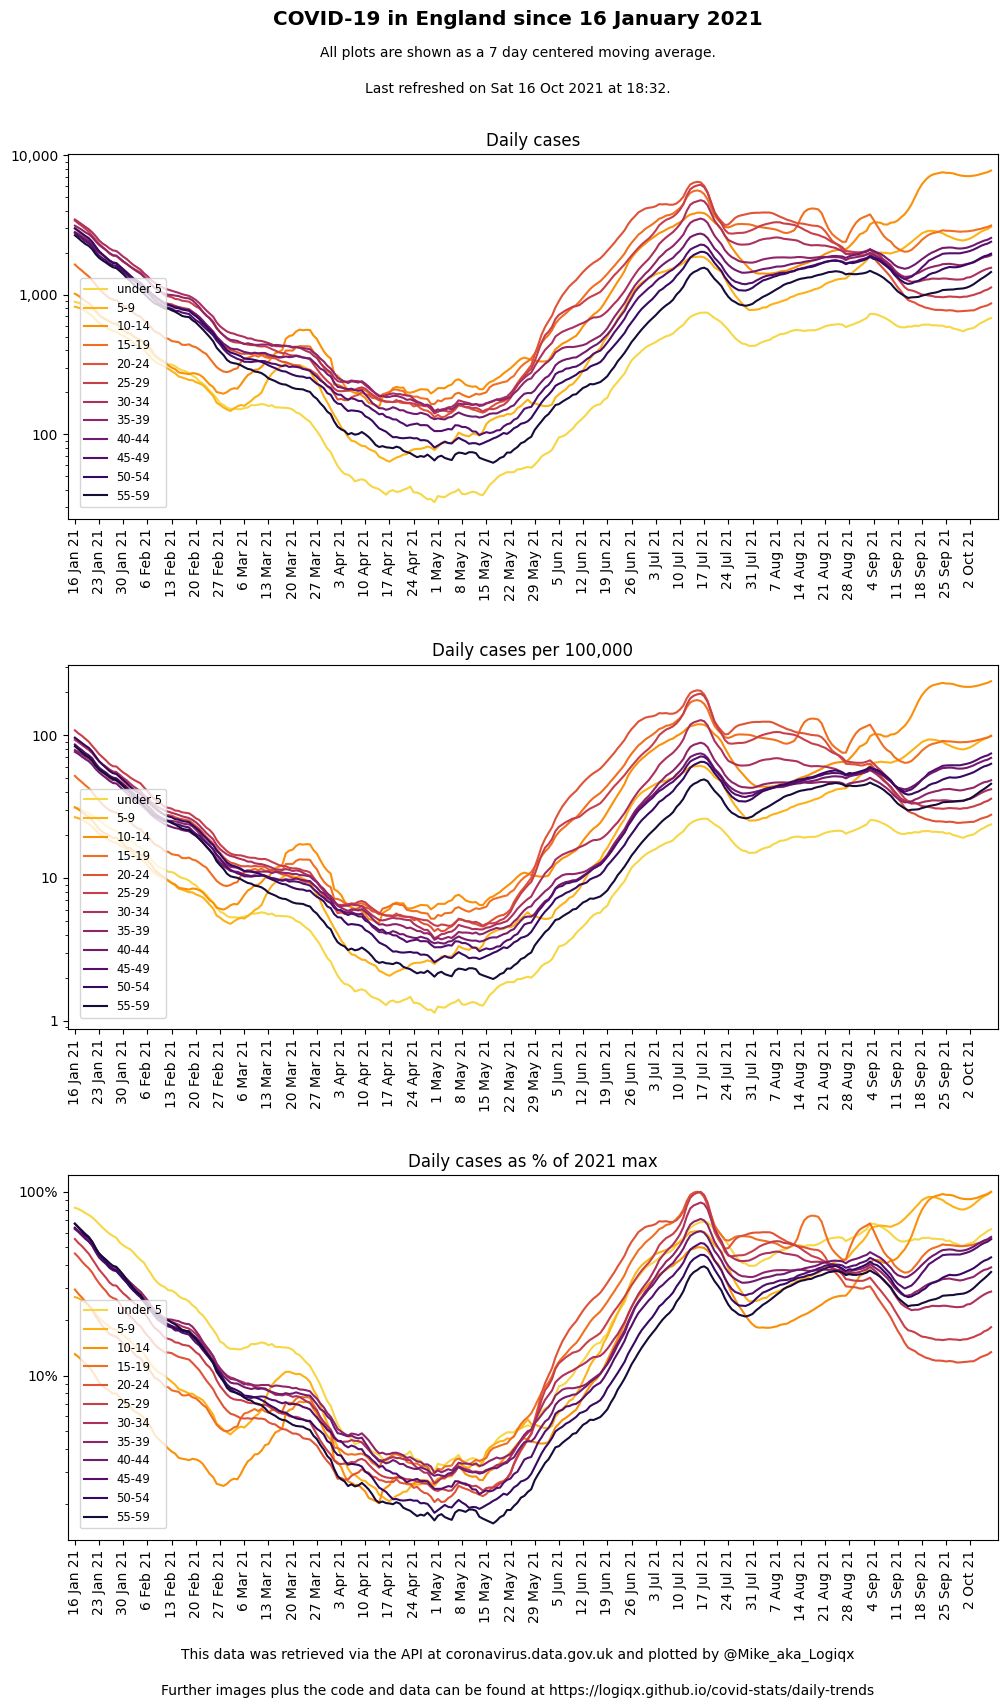 COVID-19 in England since 16 January 2021
All plots are shown as a 7 day centered moving average.
Last refreshed on Sat 16 Oct 2021 at 18:32.
Daily cases
10,000
1,000
100
under 5
5-9
10-14
15-19
20-24
25-29
30-34
35-39
40-44
45-49
50-54
55-59
16 Jan 21
23 Jan 21
30 Jan 21
6 Feb 21
13 Feb 21
20 Feb 21
27 Feb 21
6 Mar 21
13 Mar 21
20 Mar 21
27 Mar 21
3 Apr 21
10 Apr 21
17 Apr 21
24 Apr 21
1 May 21
8 May 21
15 May 21
22 May 21
29 May 21
5 Jun 21
12 Jun 21
19 Jun 21
26 Jun 21
3 Jul 21
10 Jul 21
17 Jul 21
24 Jul 21
31 Jul 21
7 Aug 21
14 Aug 21
21 Aug 21
28 Aug 21
4 Sep 21
11 Sep 21
18 Sep 21
25 Sep 21
2 Oct 21
Daily cases per 100,000
100
10
1
under 5
5-9
10-14
15-19
20-24
25-29
30-34
35-39
40-44
45-49
50-54
55-59
16 Jan 21
23 Jan 21
30 Jan 21
6 Feb 21
13 Feb 21
20 Feb 21
27 Feb 21
6 Mar 21
13 Mar 21
20 Mar 21
27 Mar 21
3 Apr 21
10 Apr 21
17 Apr 21
24 Apr 21
1 May 21
8 May 21
15 May 21
22 May 21
29 May 21
5 Jun 21
12 Jun 21
19 Jun 21
26 Jun 21
3 Jul 21
10 Jul 21
17 Jul 21
24 Jul 21
31 Jul 21
7 Aug 21
14 Aug 21
21 Aug 21
28 Aug 21
4 Sep 21
11 Sep 21
18 Sep 21
25 Sep 21
2 Oct 21
Daily cases as % of 2021 max
100%
10%
under 5
5-9
10-14
15-19
20-24
25-29
30-34
35-39
40-44
45-49
50-54
55-59
16 Jan 21
23 Jan 21
30 Jan 21
6 Feb 21
13 Feb 21
20 Feb 21
27 Feb 21
6 Mar 21
13 Mar 21
20 Mar 21
27 Mar 21
3 Apr 21
10 Apr 21
17 Apr 21
24 Apr 21
1 May 21
8 May 21
15 May 21
22 May 21
29 May 21
5 Jun 21
12 Jun 21
19 Jun 21
26 Jun 21
3 Jul 21
10 Jul 21
17 Jul 21
24 Jul 21
31 Jul 21
7 Aug 21
14 Aug 21
21 Aug 21
28 Aug 21
4 Sep 21
11 Sep 21
18 Sep 21
25 Sep 21
2 Oct 21
This data was retrieved via the API at coronavirus.data.gov.uk and plotted by @Mike_aka_Logiqx
Further images plus the code and data can be found at https://logiqx.github.io/covid-stats/daily-trends